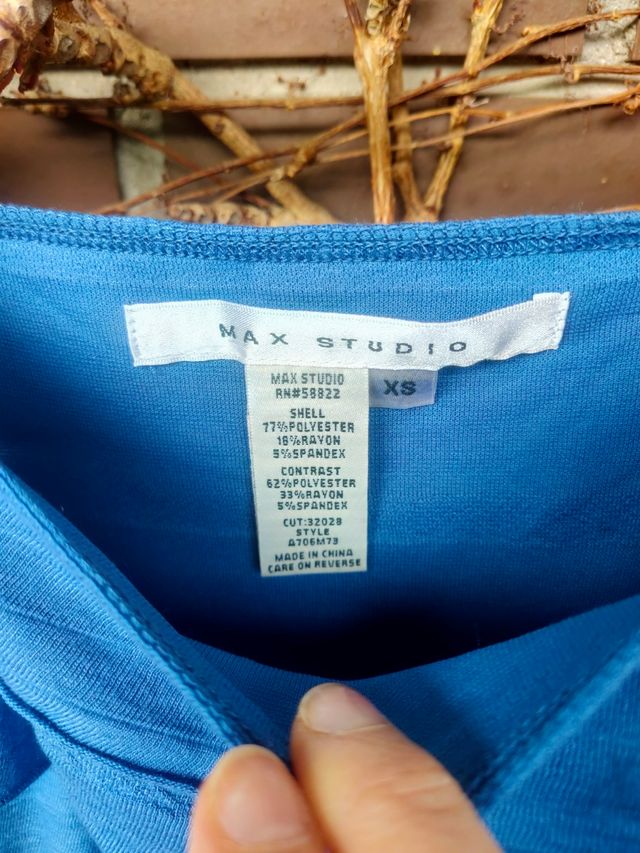 MAX STUDIO
XS
MAX STUDIO
RN#58822
SHELL
77%POLYESTER
18%RAYON
5%SPANDEX
CONTRAST
62%POLYESTER
33%RAYON
5%SPANDEX
CUT:32028
STYLE
A706M73
MADE IN CHINA
CARE ON REVERSE